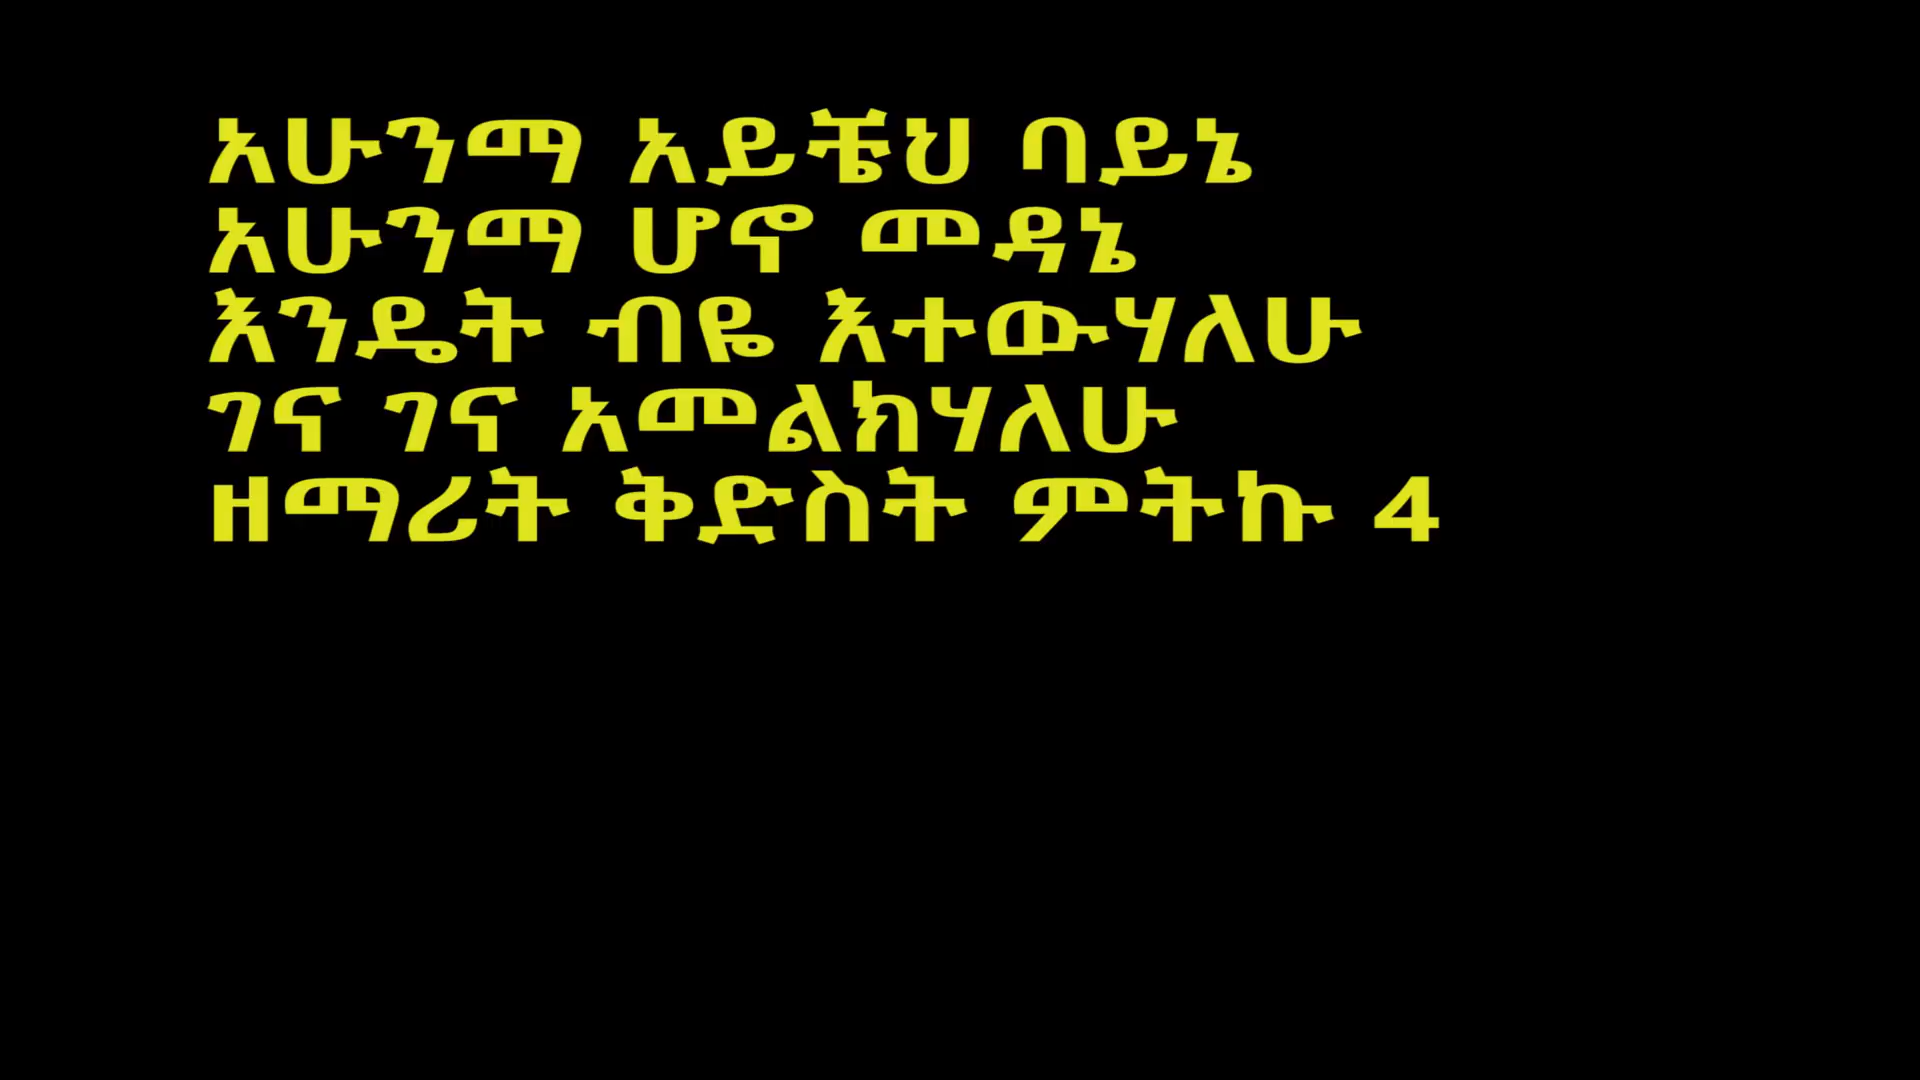 አሁንማ አይቼህ ባይኔ
አሁንማ ሆኖ መዳኔ
እንዴት ብዬ እተውሃለሁ
ገና ገና አመልክሃለሁ
ዘማሪት ቅድስት ምትኩ 4